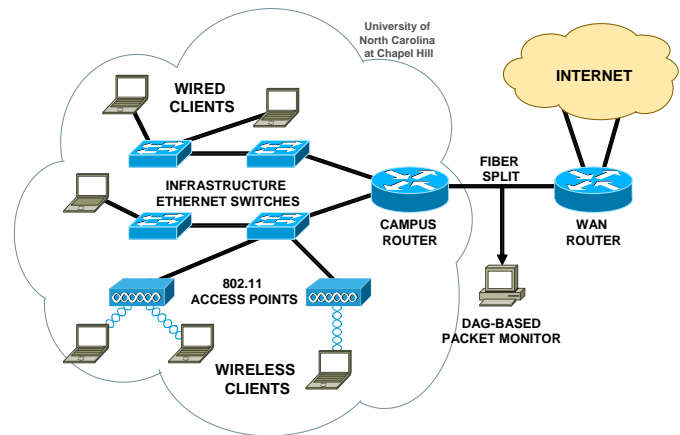 University of
North Carolina
at Chapel Hill
WIRED
CLIENTS
INTERNET
FIBER
SPLIT
INFRASTRUCTURE
ETHERNET SWITCHES
CAMPUS
ROUTER
WAN
ROUTER
802.11
ACCESS POINTS
DAG-BASED
PACKET MONITOR
WIRELESS
CLIENTS